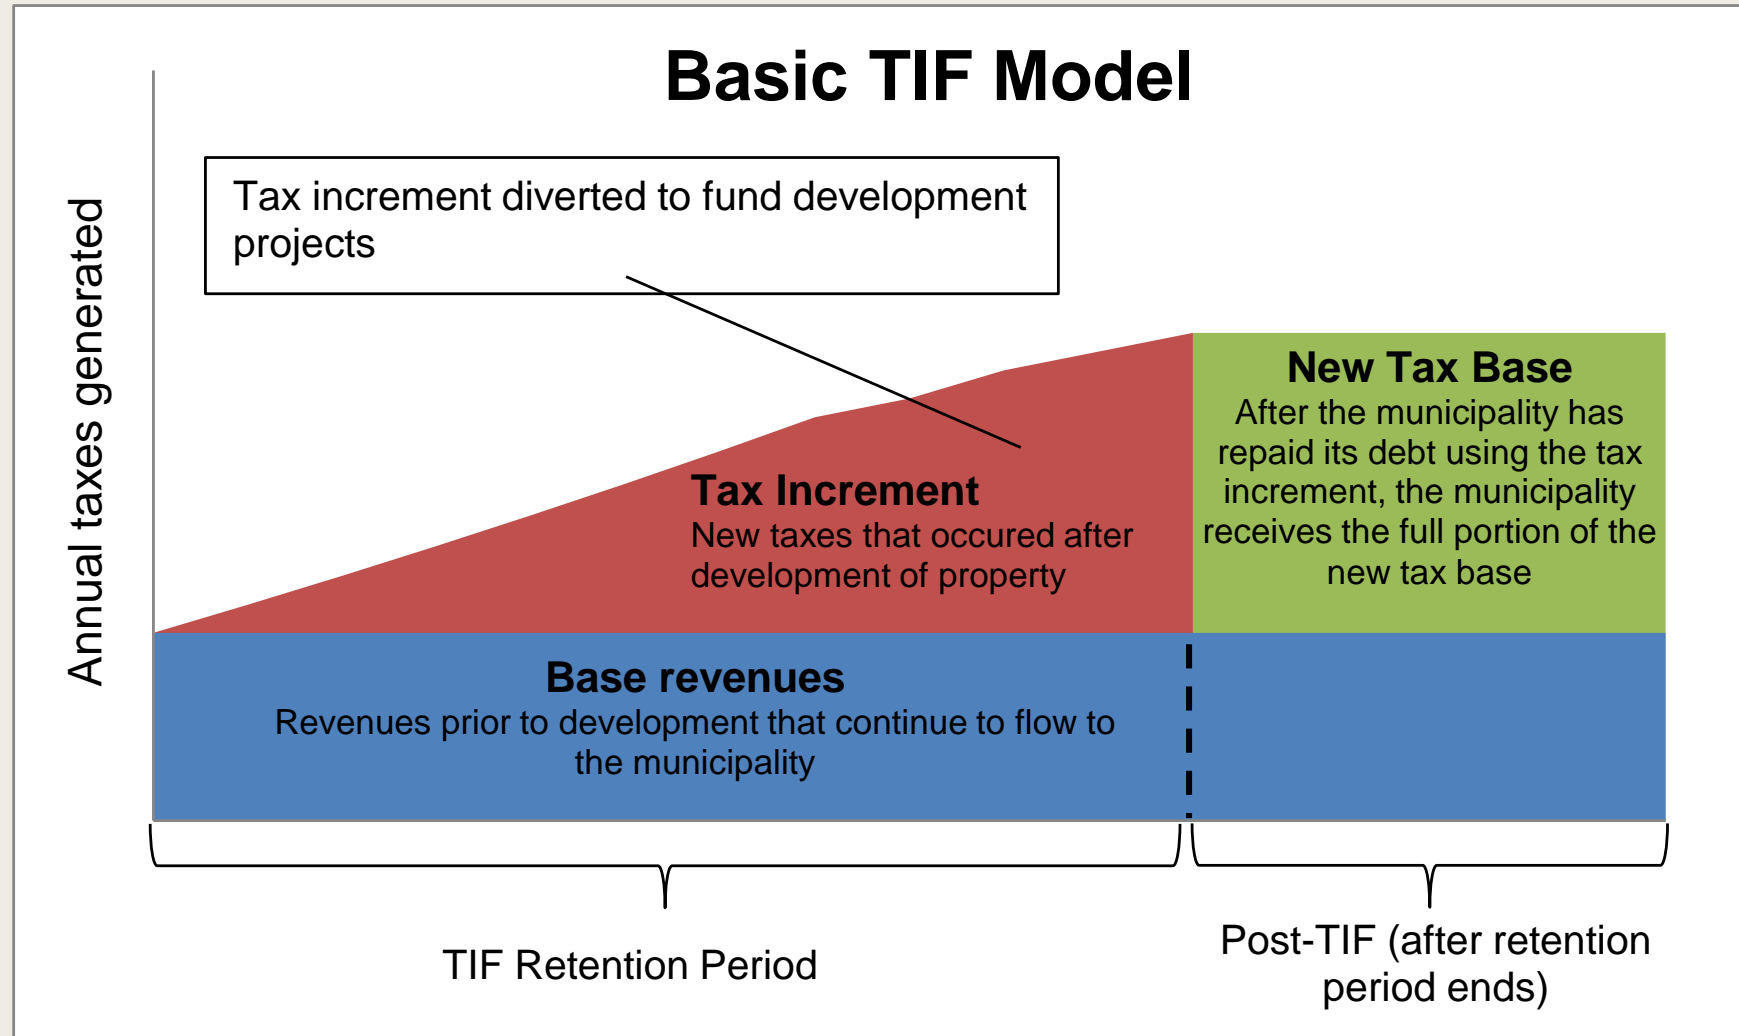 Basic TIF Model
Tax increment diverted to fund development
projects
Annual taxes generated
Tax Increment
New taxes that occured after
development of property
New Tax Base
After the municipality has
repaid its debt using the tax
increment, the municipality
receives the full portion of the
new tax base
Base revenues
Revenues prior to development that continue to flow to
the municipality
TIF Retention Period
Post-TIF (after retention
period ends)